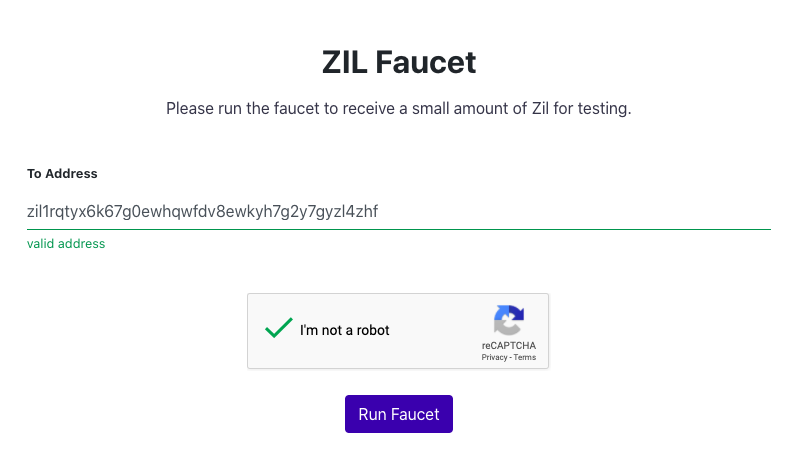 ZIL Faucet
Please run the faucet to receive a small amount of Zil for testing.
To Address
zil1rqtyx6k67g0ewhqwfdv8ewkyh7g2y7gyzl4zhf
valid address
I'm not a robot
reCAPTCHA
Privacy - Terms
Run Faucet